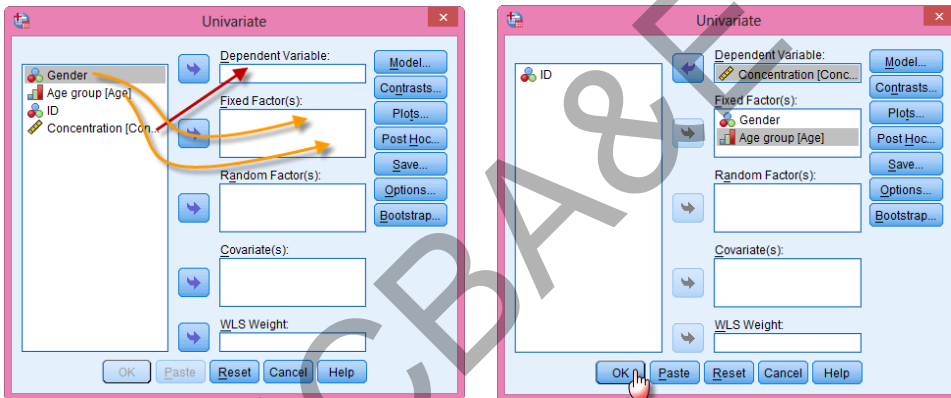 Univariate
Gender
Age group [Age]
ID
Concentration [Con...
Dependent Variable:
Fixed Factor(s):
Random Factor(s):
Covariate(s):
WLS Weight:
Model...
Contrasts...
Plots...
Post Hoc...
Save...
Options...
Bootstrap...
OK Paste Reset Cancel Help
Univariate
ID
Dependent Variable:
Concentration [Conc...
Fixed Factor(s):
Gender
Age group [Age]
Random Factor(s):
Covariate(s):
WLS Weight:
Model...
Contrasts...
Plots...
Post Hoc...
Save...
Options...
Bootstrap...
OK Paste Reset Cancel Help
CBA&E